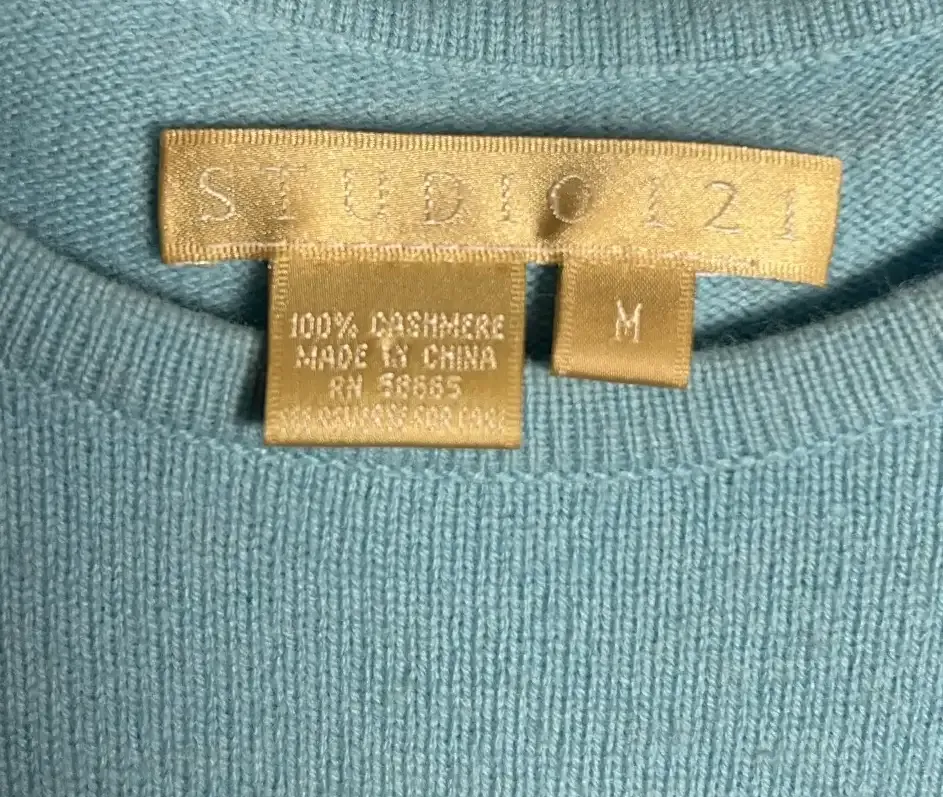 STUDIO 121
100% CASHMERE
MADE IN CHINA
RN 58665
M